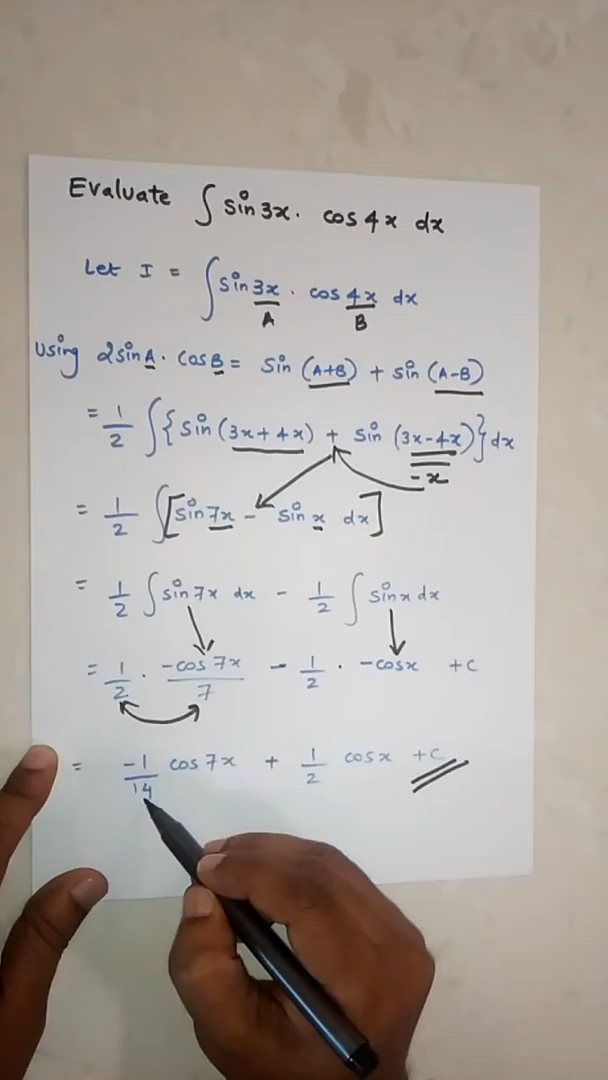 Evaluate ∫ sin 3x . cos 4x dx
Let I = ∫ sin 3x . cos 4x dx
A B
Using 2sinA . CosB = sin (A+B) + sin (A-B)
= 1/2 ∫ { sin (3x + 4x) + sin (3x - 4x) } dx
-x
= 1/2 ∫ [ sin 7x - sin x dx ]
= 1/2 ∫ sin 7x dx - 1/2 ∫ sin x dx
= 1/2 . -cos 7x / 7 - 1/2 . -cosx + c
= -1/14 cos 7x + 1/2 cosx + c